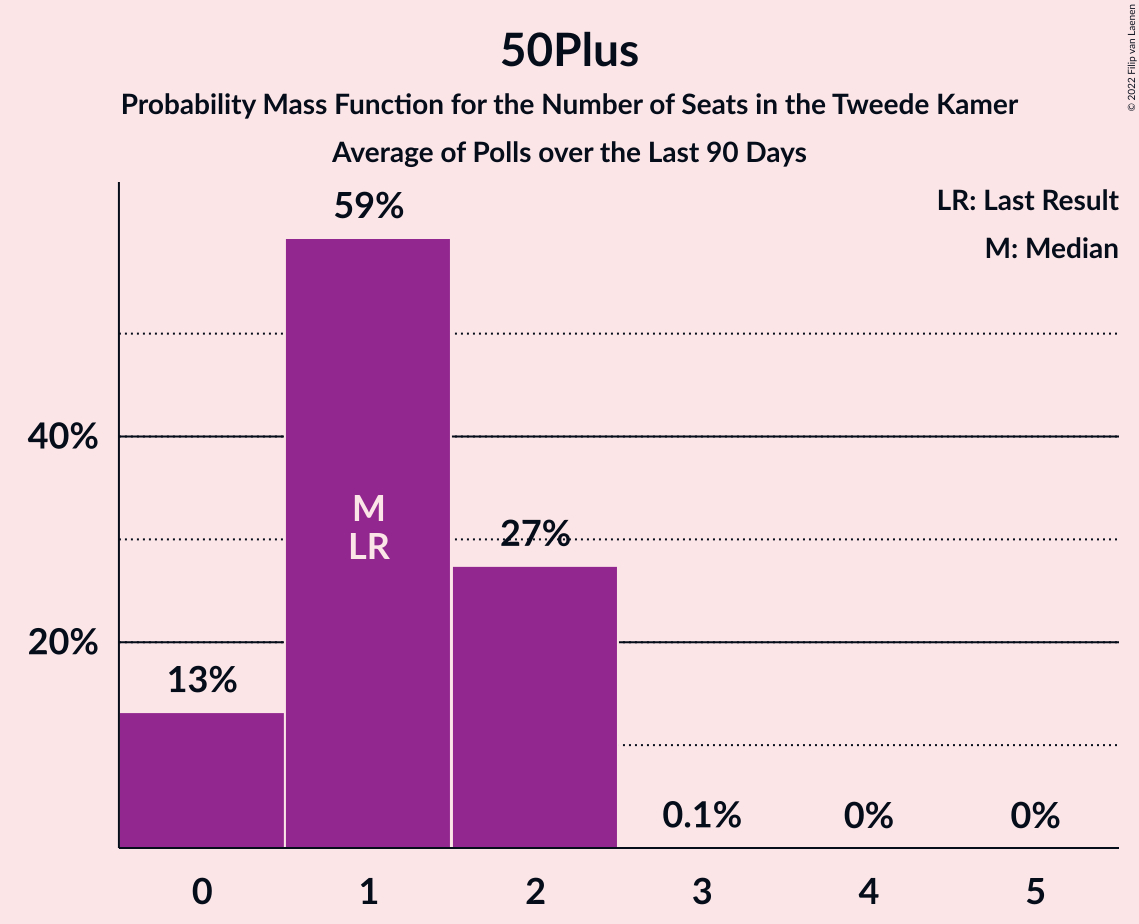 50Plus
Probability Mass Function for the Number of Seats in the Tweede Kamer
Average of Polls over the Last 90 Days
© 2022 Filip van Laenen
LR: Last Result
M: Median
59%
40%
M
LR
27%
20%
13%
0.1%
0%
0%
0
1
2
3
4
5